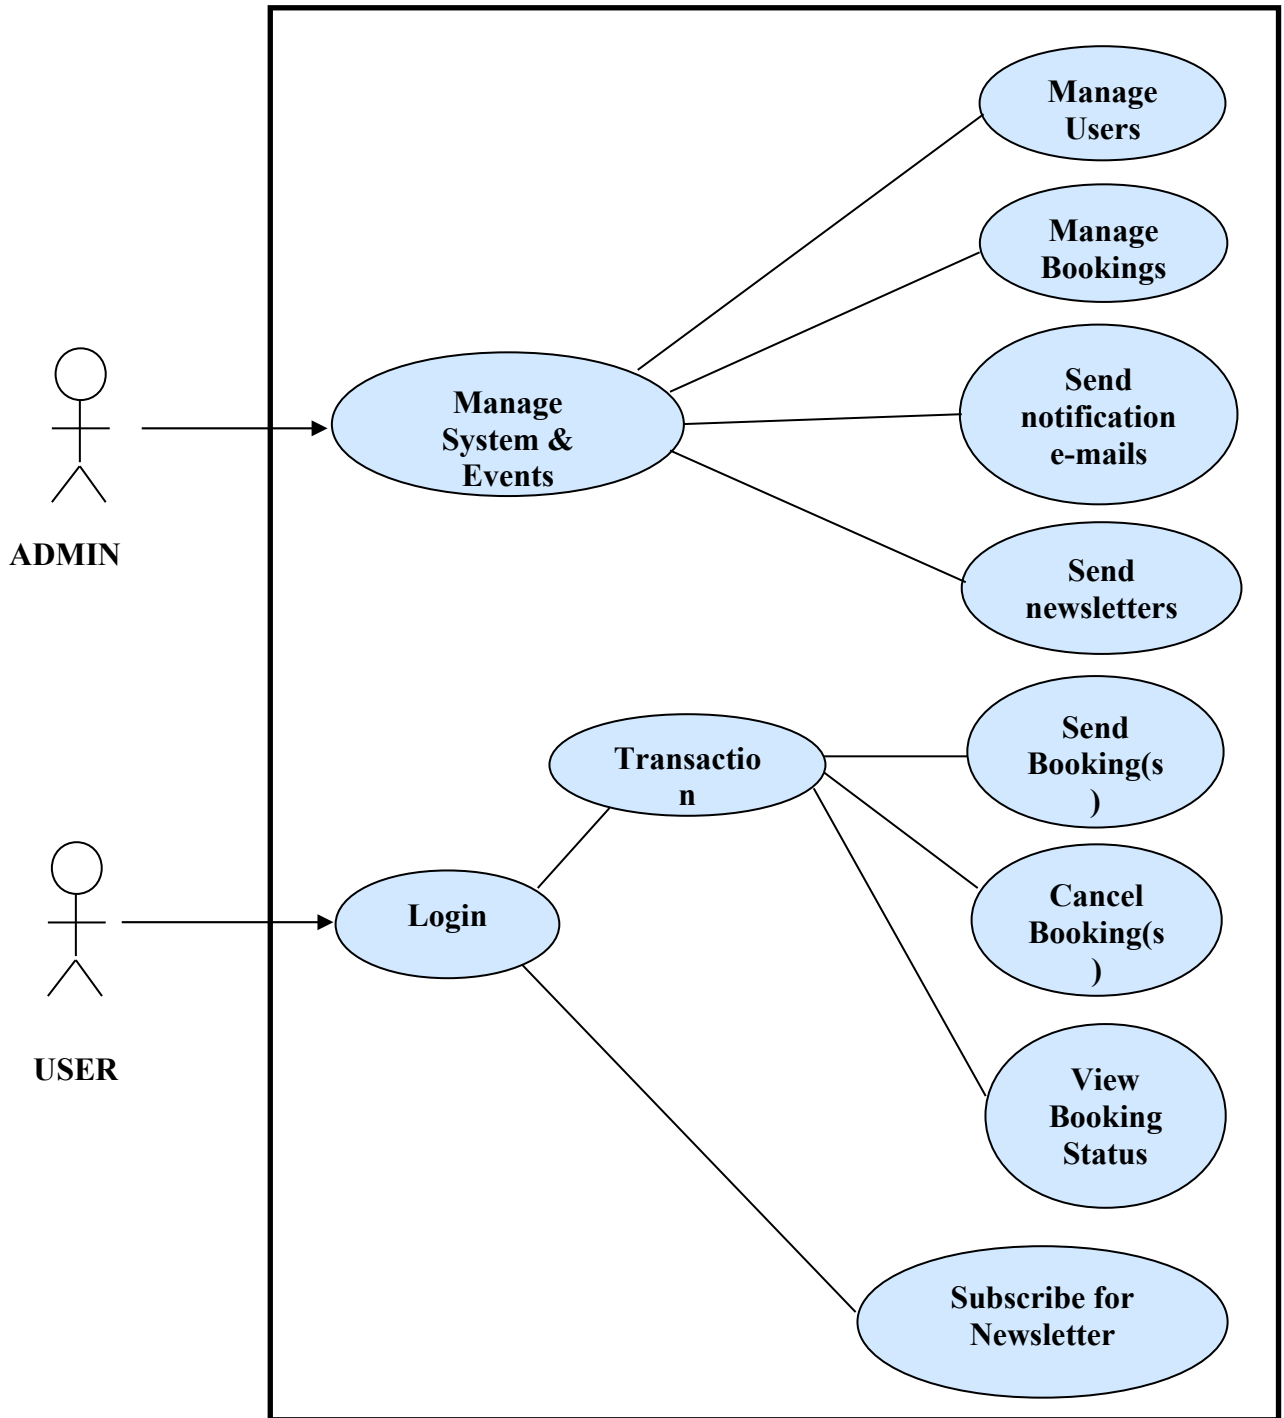 Manage
Users
Manage
Bookings
Send
notification
e-mails
Manage
System &
Events
ADMIN
Send
newsletters
Send
Booking(s
)
Transactio
n
Cancel
Booking(s
)
Login
USER
View
Booking
Status
Subscribe for
Newsletter